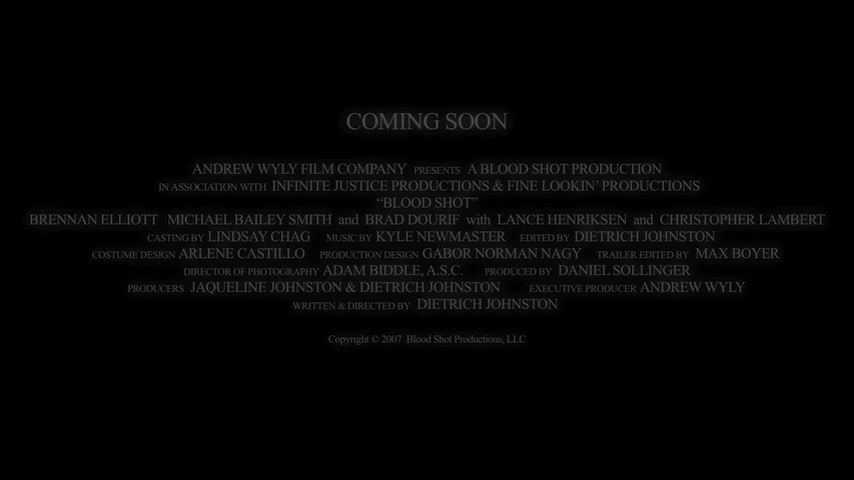 COMING SOON
ANDREW WYLY FILM COMPANY PRESENTS A BLOOD SHOT PRODUCTION
IN ASSOCIATION WITH INFINITE JUSTICE PRODUCTIONS & FINE LOOKIN’ PRODUCTIONS
“BLOOD SHOT”
BRENNAN ELLIOTT MICHAEL BAILEY SMITH and BRAD DOURIF with LANCE HENRIKSEN and CHRISTOPHER LAMBERT
CASTING BY LINDSAY CHAG MUSIC BY KYLE NEWMASTER EDITED BY DIETRICH JOHNSTON
COSTUME DESIGN ARLENE CASTILLO PRODUCTION DESIGN GABOR NORMAN NAGY TRAILER EDITED BY MAX BOYER
DIRECTOR OF PHOTOGRAPHY ADAM BIDDLE, A.S.C. PRODUCED BY DANIEL SOLLINGER
PRODUCERS JAQUELINE JOHNSTON & DIETRICH JOHNSTON EXECUTIVE PRODUCER ANDREW WYLY
WRITTEN & DIRECTED BY DIETRICH JOHNSTON
Copyright © 2007 Blood Shot Productions, LLC